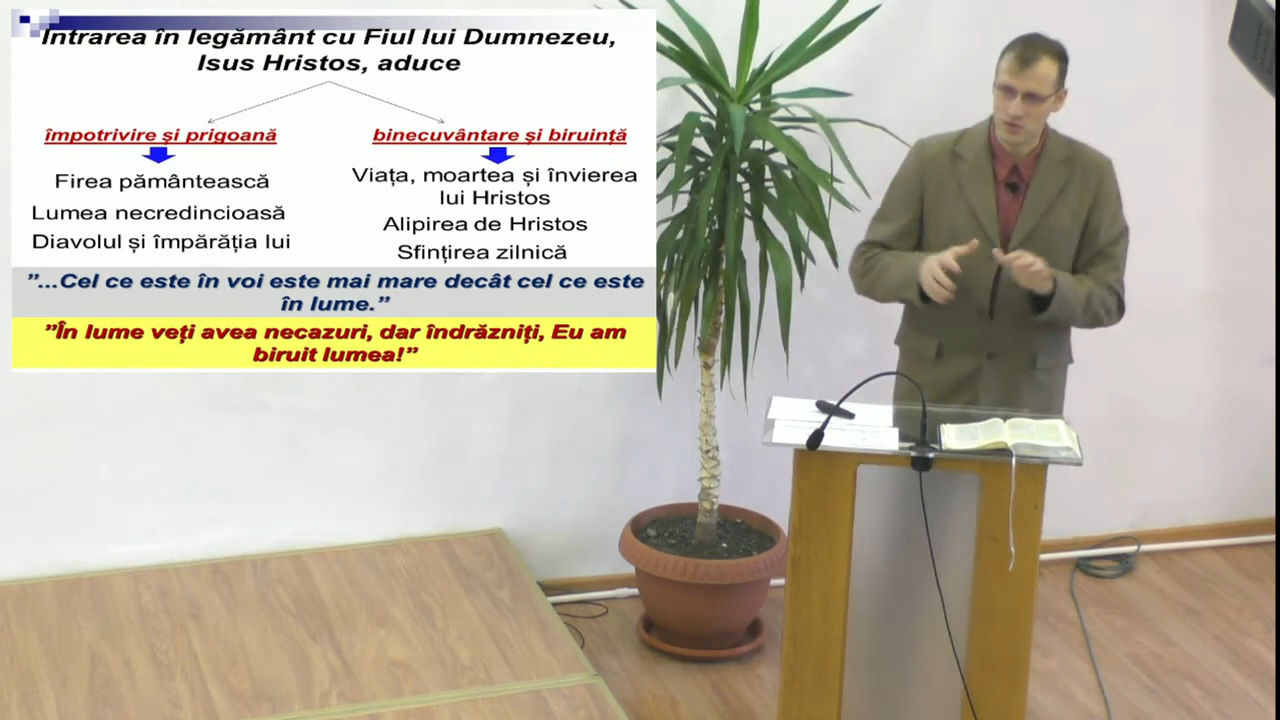 Intrarea în legământ cu Fiul lui Dumnezeu,
Isus Hristos, aduce
împotrivire și prigoană
Firea pământească
Lumea necredincioasă
Diavolul și împărăția lui
binecuvântare și biruință
Viața, moartea și învierea
lui Hristos
Alipirea de Hristos
Sfințirea zilnică
”...Cel ce este în voi este mai mare decât cel ce este
în lume.”
”În lume veți avea necazuri, dar îndrăzniți, Eu am
biruit lumea!”